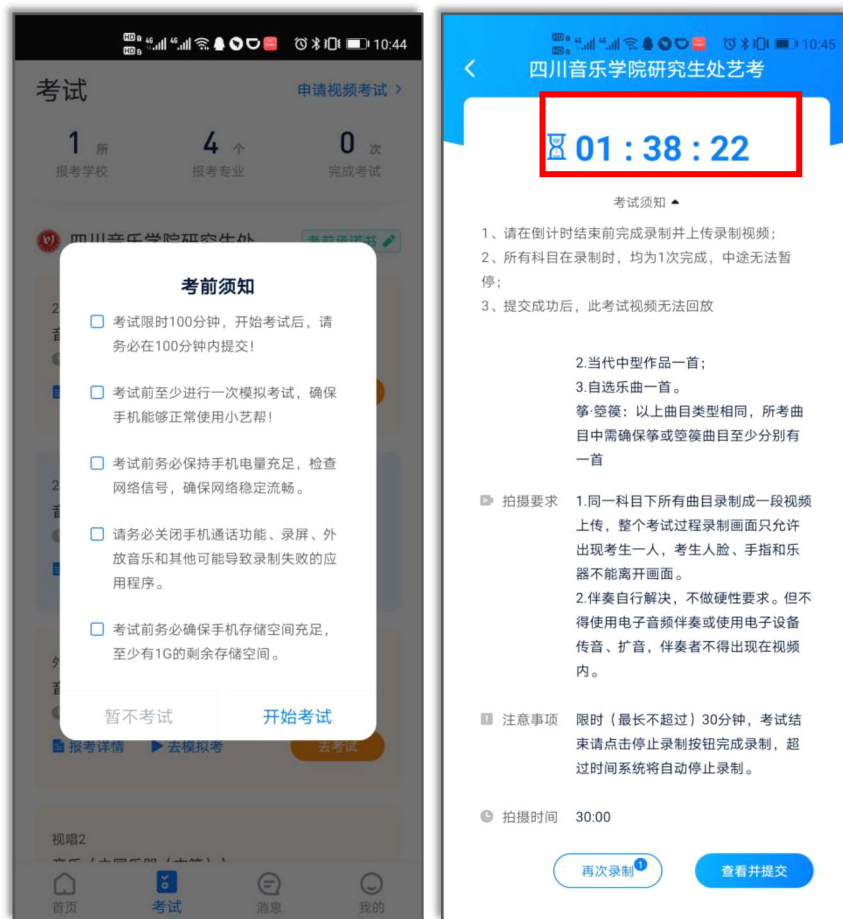 10:44
考试
申请视频考试 >
1 所
4 个
0 次
报考学校
报考专业
完成考试
四川音乐学院研究生处
考前承诺书
考前须知
考试限时100分钟，开始考试后，请
务必在100分钟内提交！
考试前至少进行一次模拟考试，确保
手机能够正常使用小艺帮！
考试前务必保持手机电量充足，检查
网络信号，确保网络稳定流畅。
请务必关闭手机通话功能、录屏、外
放音乐和其他可能导致录制失败的应
用程序。
考试前务必确保手机存储空间充足，
至少有1G的剩余存储空间。
暂不考试
开始考试
报考详情
去模拟考
去考试
视唱2
首页
考试
消息
我的
10:45
四川音乐学院研究生处艺考
01 : 38 : 22
考试须知
1、请在倒计时结束前完成录制并上传录制视频；
2、所有科目在录制时，均为1次完成，中途无法暂
停；
3、提交成功后，此考试视频无法回放
2.当代中型作品一首；
3.自选乐曲一首。
筝·箜篌：以上曲目类型相同，所考曲
目中需确保筝或箜篌曲目至少分别有
一首
拍摄要求 1.同一科目下所有曲目录制成一段视频
上传，整个考试过程录制画面只允许
出现考生一人，考生人脸、手指和乐
器不能离开画面。
2.伴奏自行解决，不做硬性要求。但不
得使用电子音频伴奏或使用电子设备
传音、扩音，伴奏者不得出现在视频
内。
注意事项 限时（最长不超过）30分钟，考试结
束请点击停止录制按钮完成录制，超
过时间系统将自动停止录制。
拍摄时间 30:00
再次录制 1
查看并提交